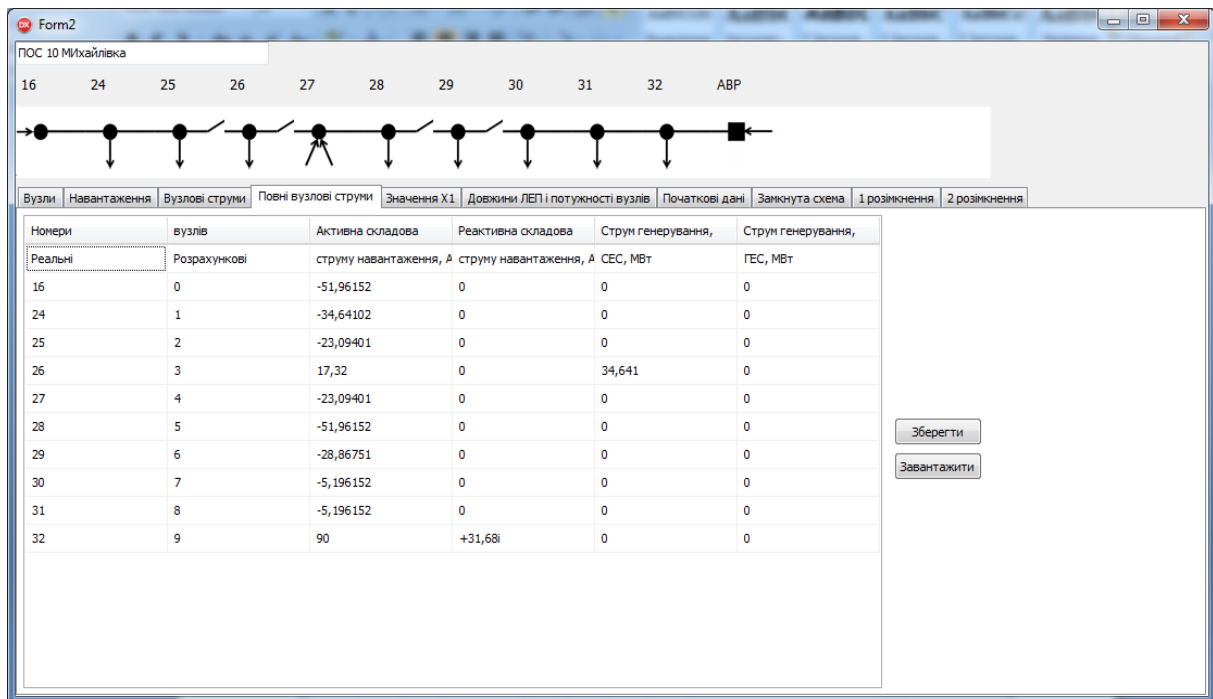 Form2
ПОС 10 МИхайлівка
16 24 25 26 27 28 29 30 31 32 АВР
Вузли Навантаження Вузлові струми Повні вузлові струми Значення X1 Довжини ЛЕП і потужності вузлів Початкові дані Замкнута схема 1 розімкнення 2 розімкнення
Номери вузлів Активна складова Реактивна складова Струм генерування, Струм генерування,
Реальні Розрахункові струму навантаження, А струму навантаження, А СЕС, МВт ГЕС, МВт
16 0 -51,96152 0 0 0
24 1 -34,64102 0 0 0
25 2 -23,09401 0 0 0
26 3 17,32 0 34,641 0
27 4 -23,09401 0 0 0
28 5 -51,96152 0 0 0
29 6 -28,86751 0 0 0
30 7 -5,196152 0 0 0
31 8 -5,196152 0 0 0
32 9 90 +31,68i 0 0
Зберегти
Завантажити